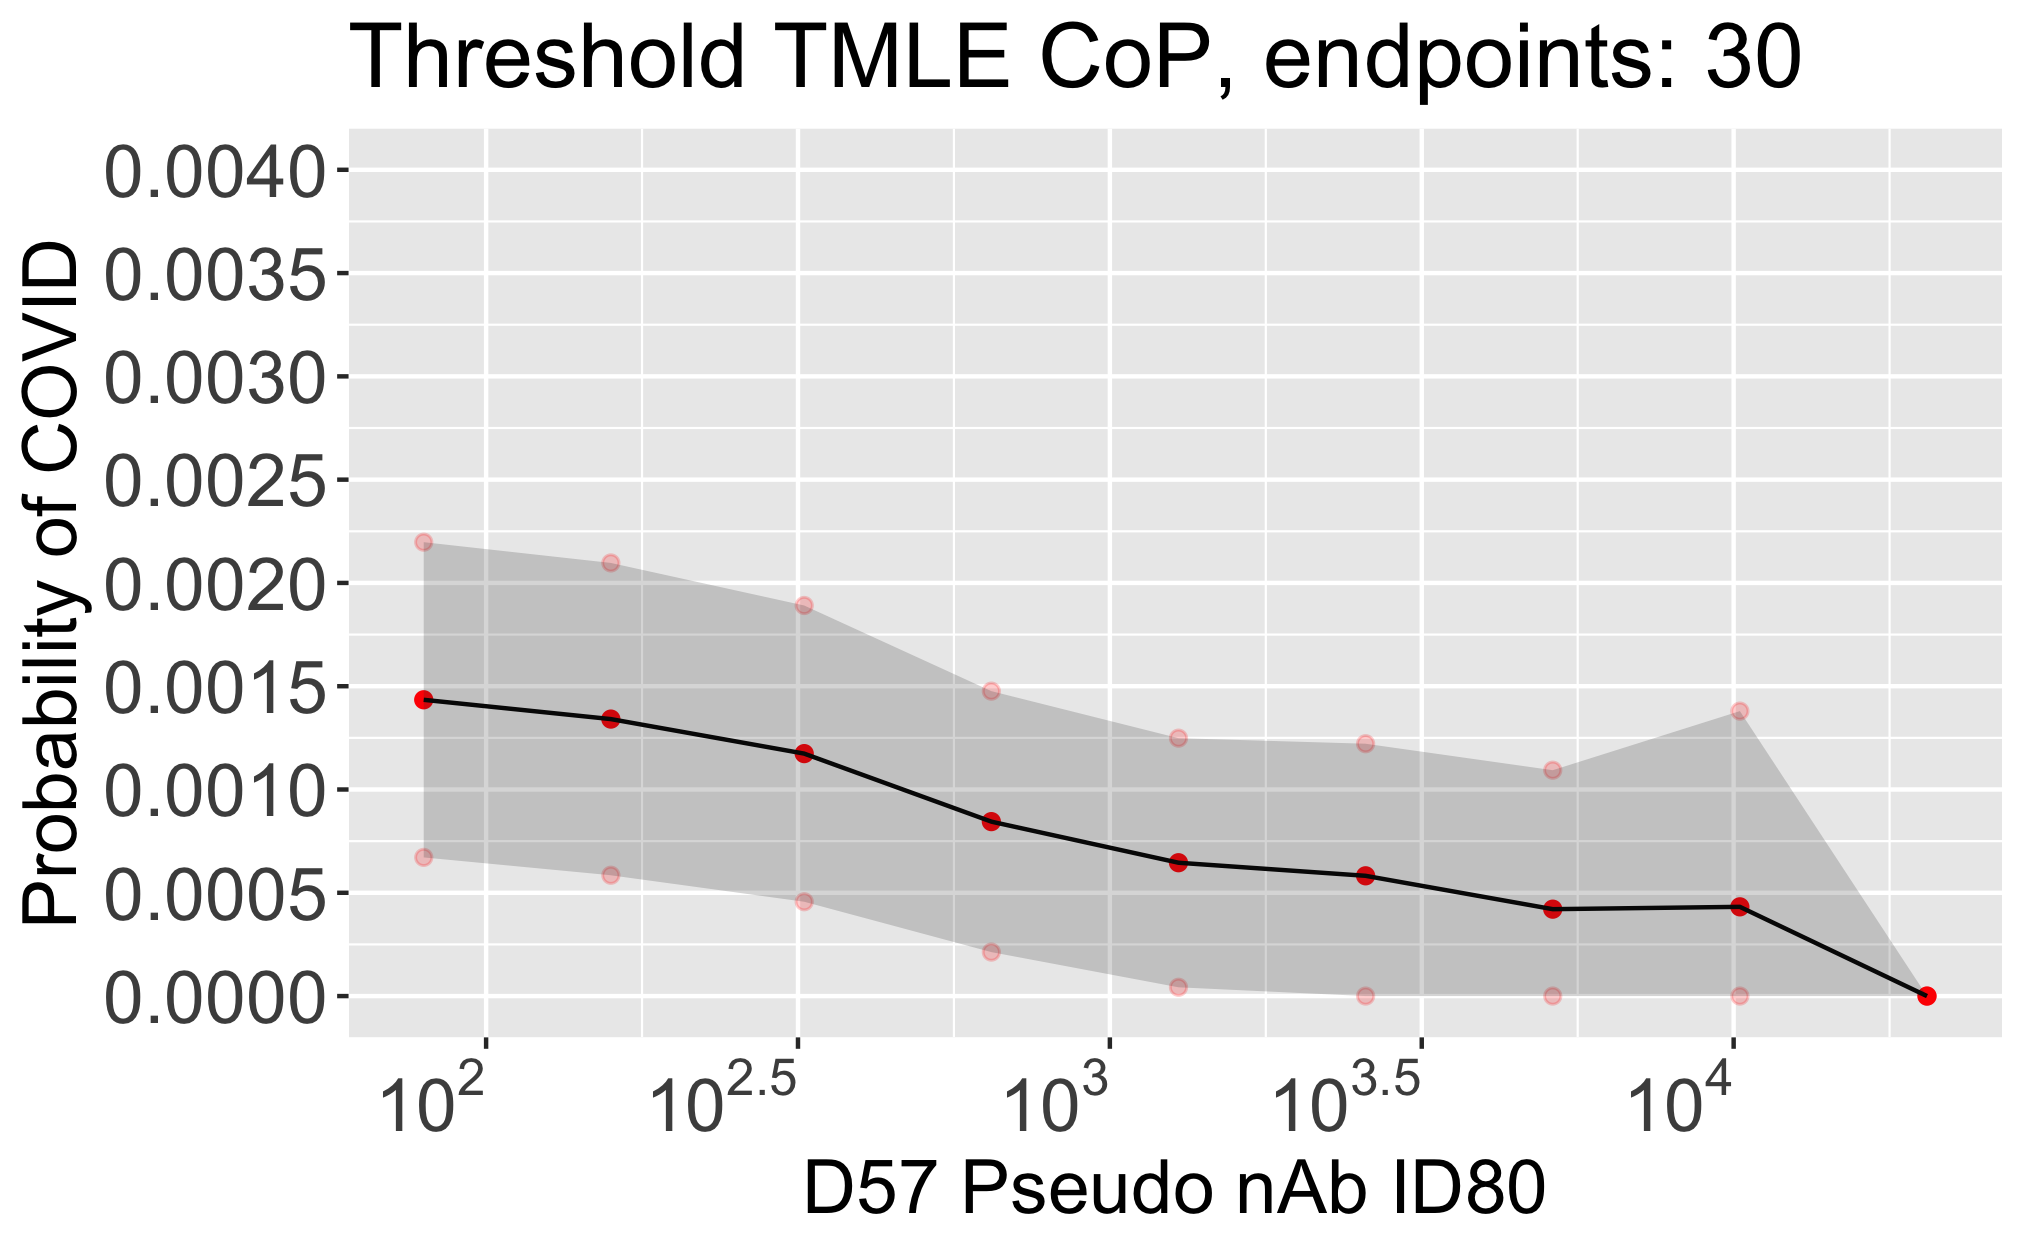 Threshold TMLE CoP, endpoints: 30
Probability of COVID
0.0040
0.0035
0.0030
0.0025
0.0020
0.0015
0.0010
0.0005
0.0000
10^2 10^2.5 10^3 10^3.5 10^4
D57 Pseudo nAb ID80